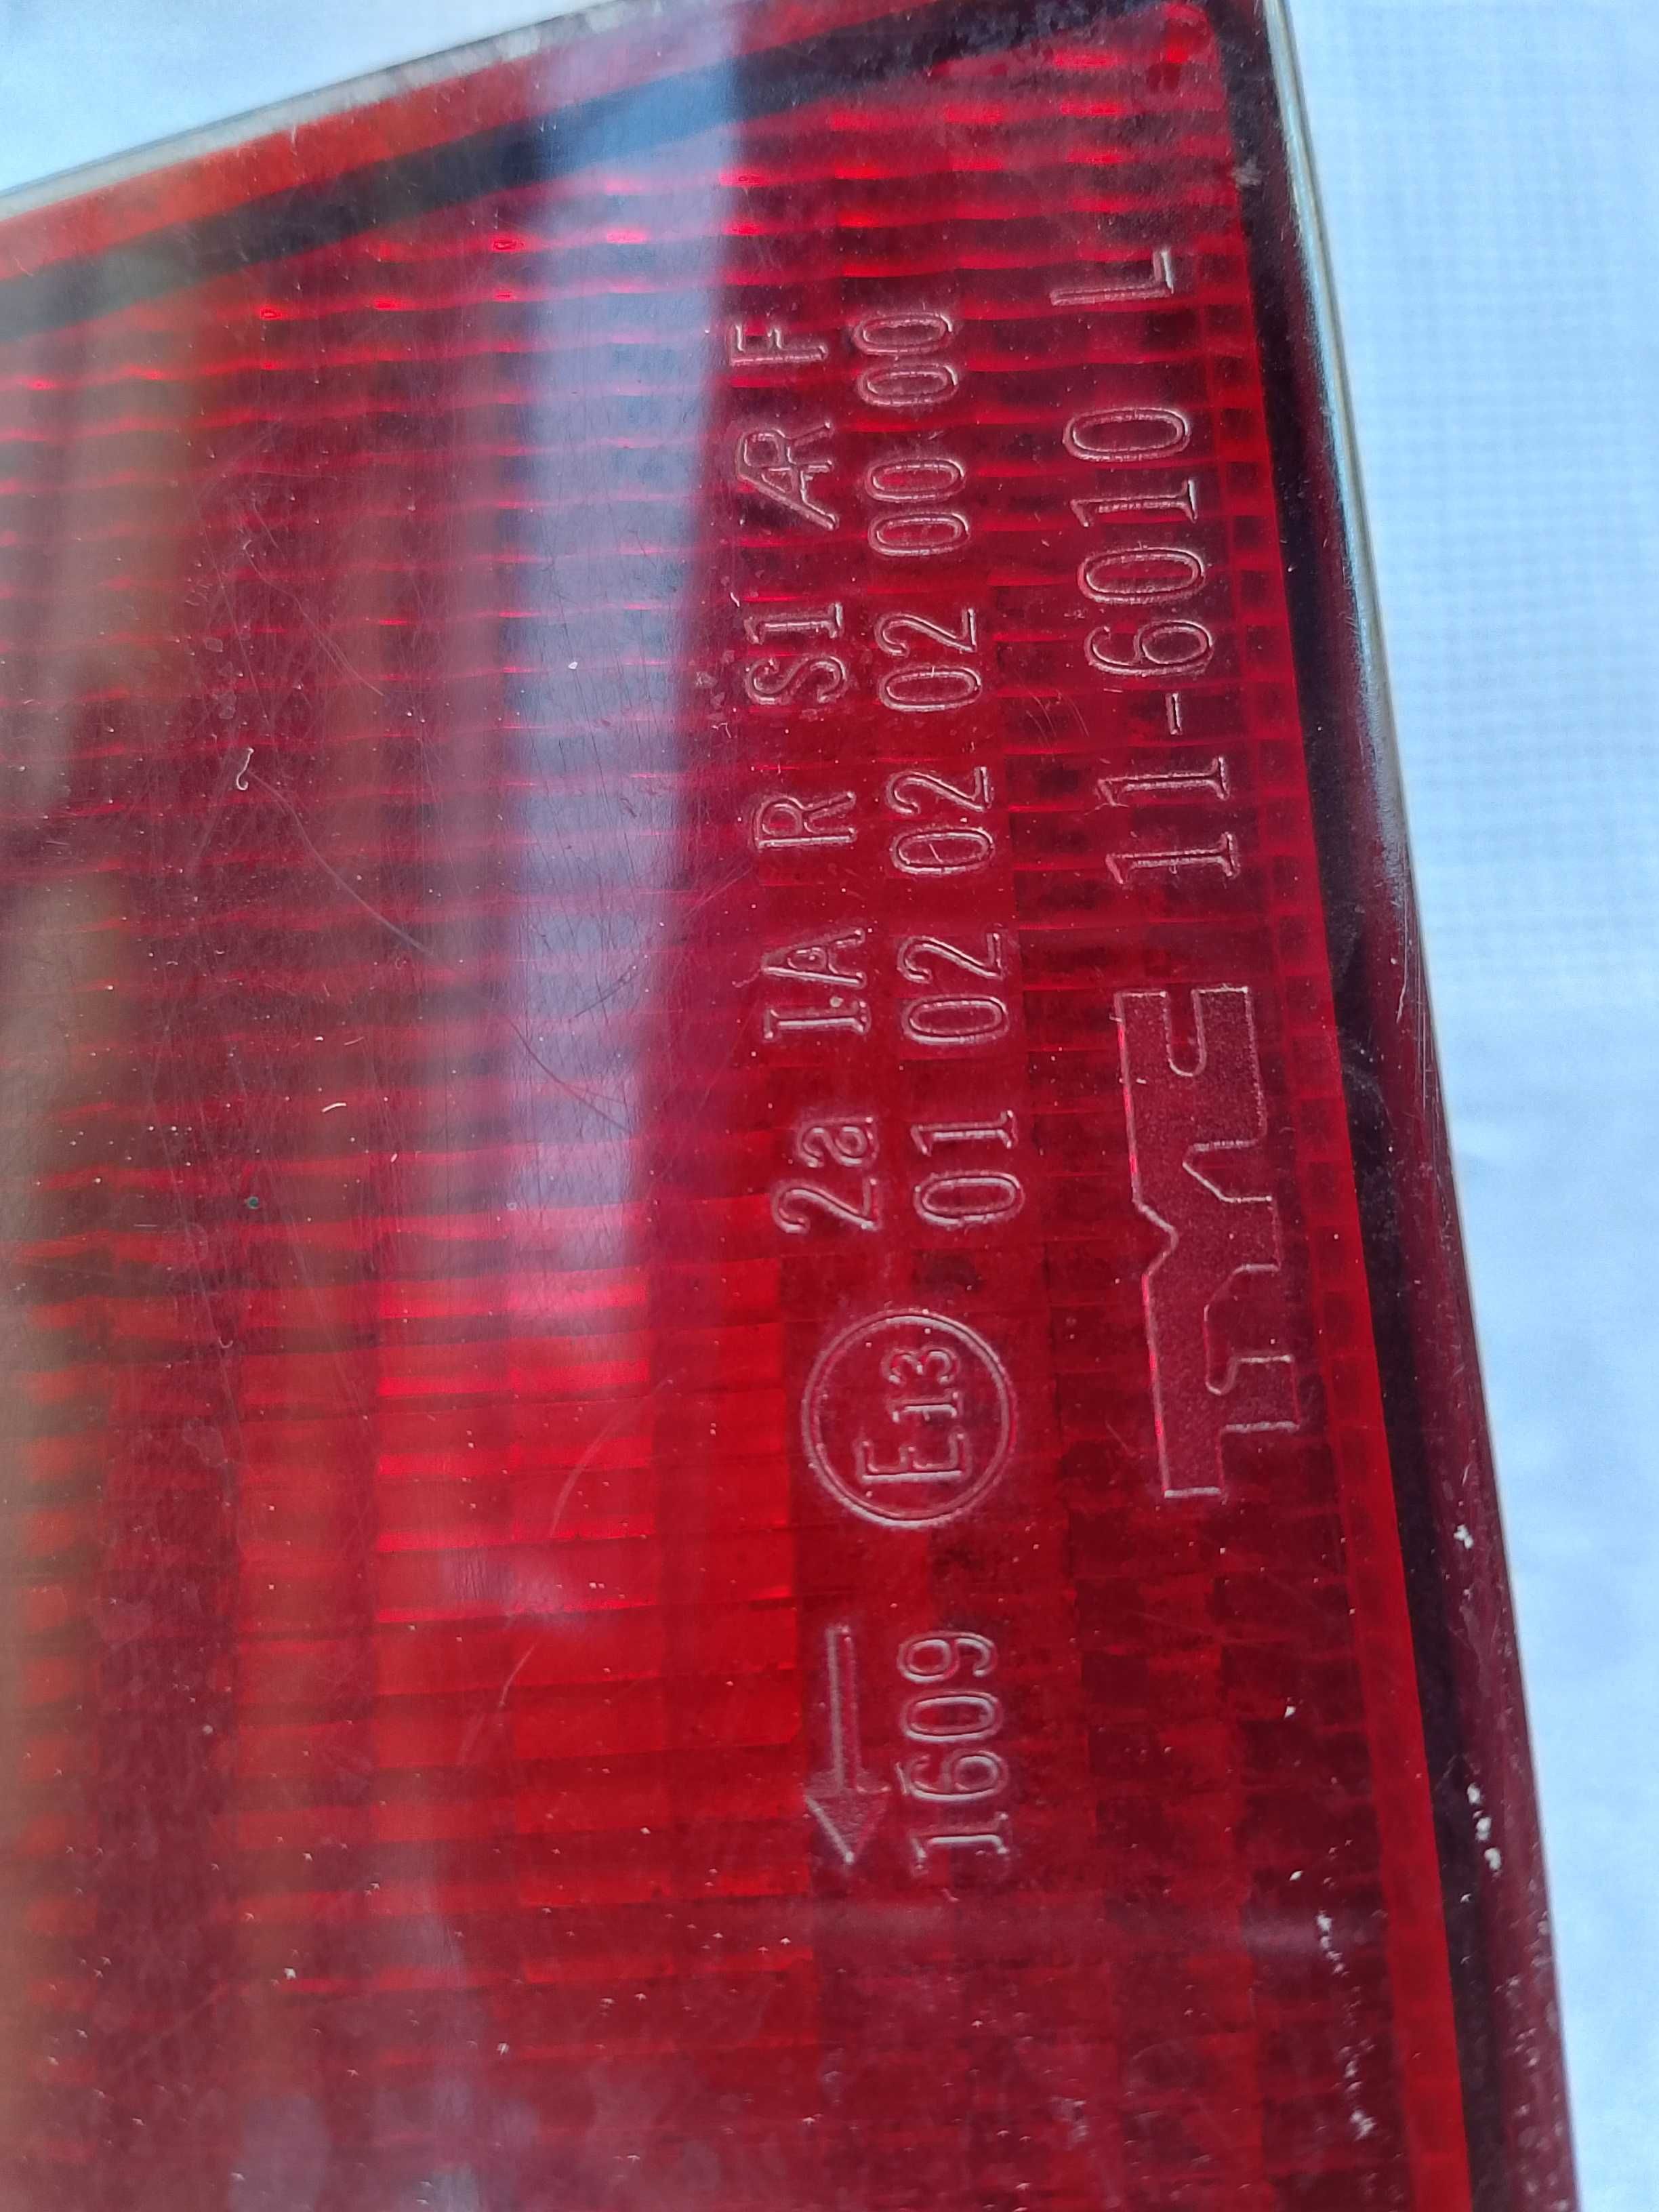 2a IA R S1 AR F
E13 01 02 02 02 00 00
1609
TYC 11-6010 L